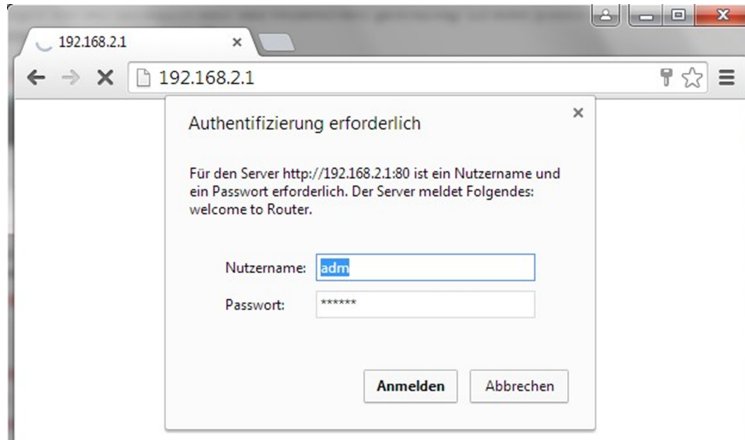 192.168.2.1
192.168.2.1
Authentifizierung erforderlich
Für den Server http://192.168.2.1:80 ist ein Nutzername und
ein Passwort erforderlich. Der Server meldet Folgendes:
welcome to Router.
Nutzername: adm
Passwort: ******
Anmelden Abbrechen